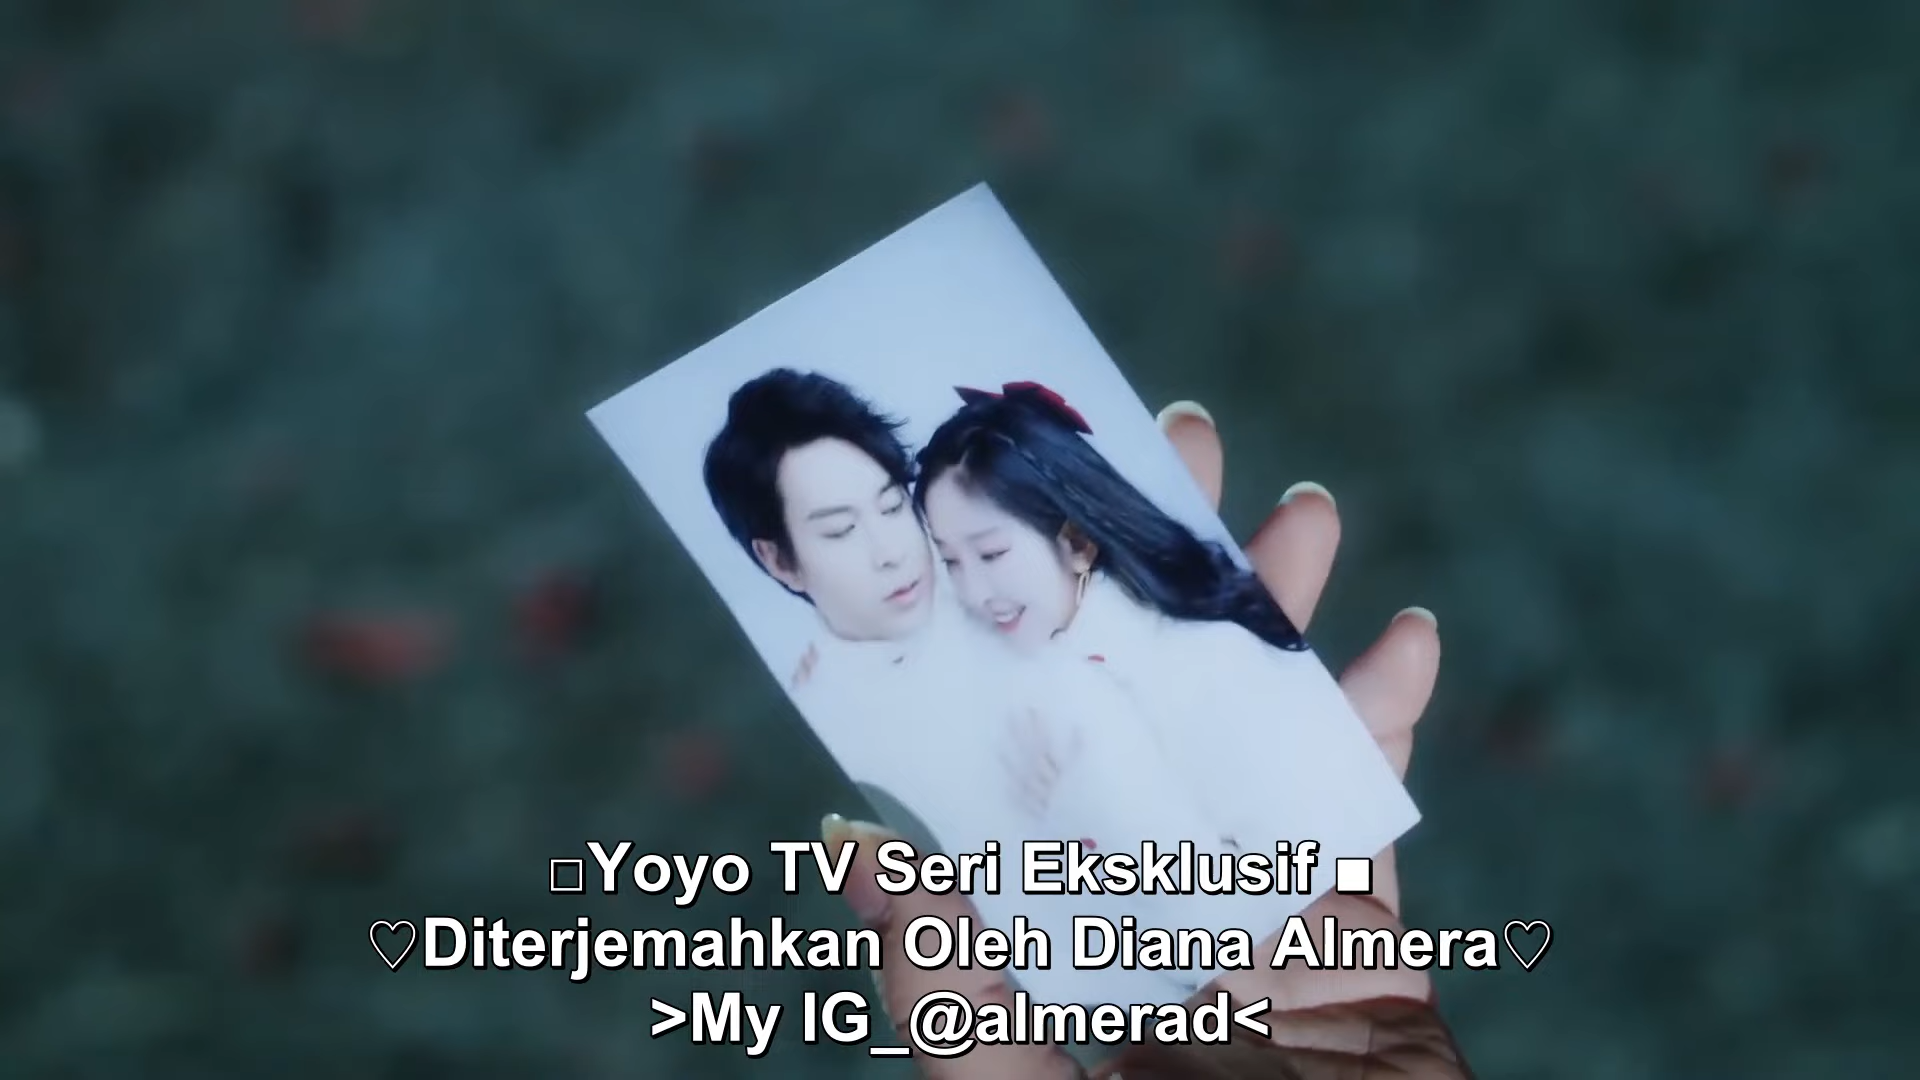 □Yoyo TV Seri Eksklusif ■
♡Diterjemahkan Oleh Diana Almera♡
>My IG_@almerad<